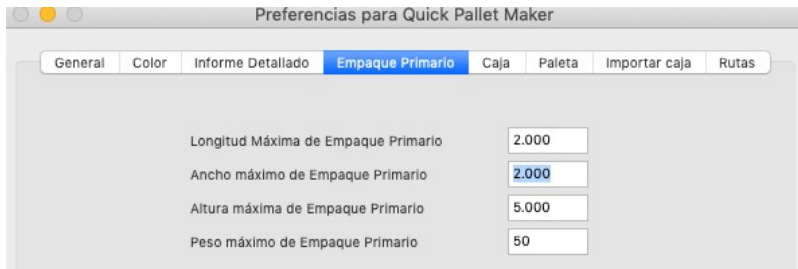 Preferencias para Quick Pallet Maker
General Color Informe Detallado Empaque Primario Caja Paleta Importar caja Rutas
Longitud Máxima de Empaque Primario 2.000
Ancho máximo de Empaque Primario 2.000
Altura máxima de Empaque Primario 5.000
Peso máximo de Empaque Primario 50